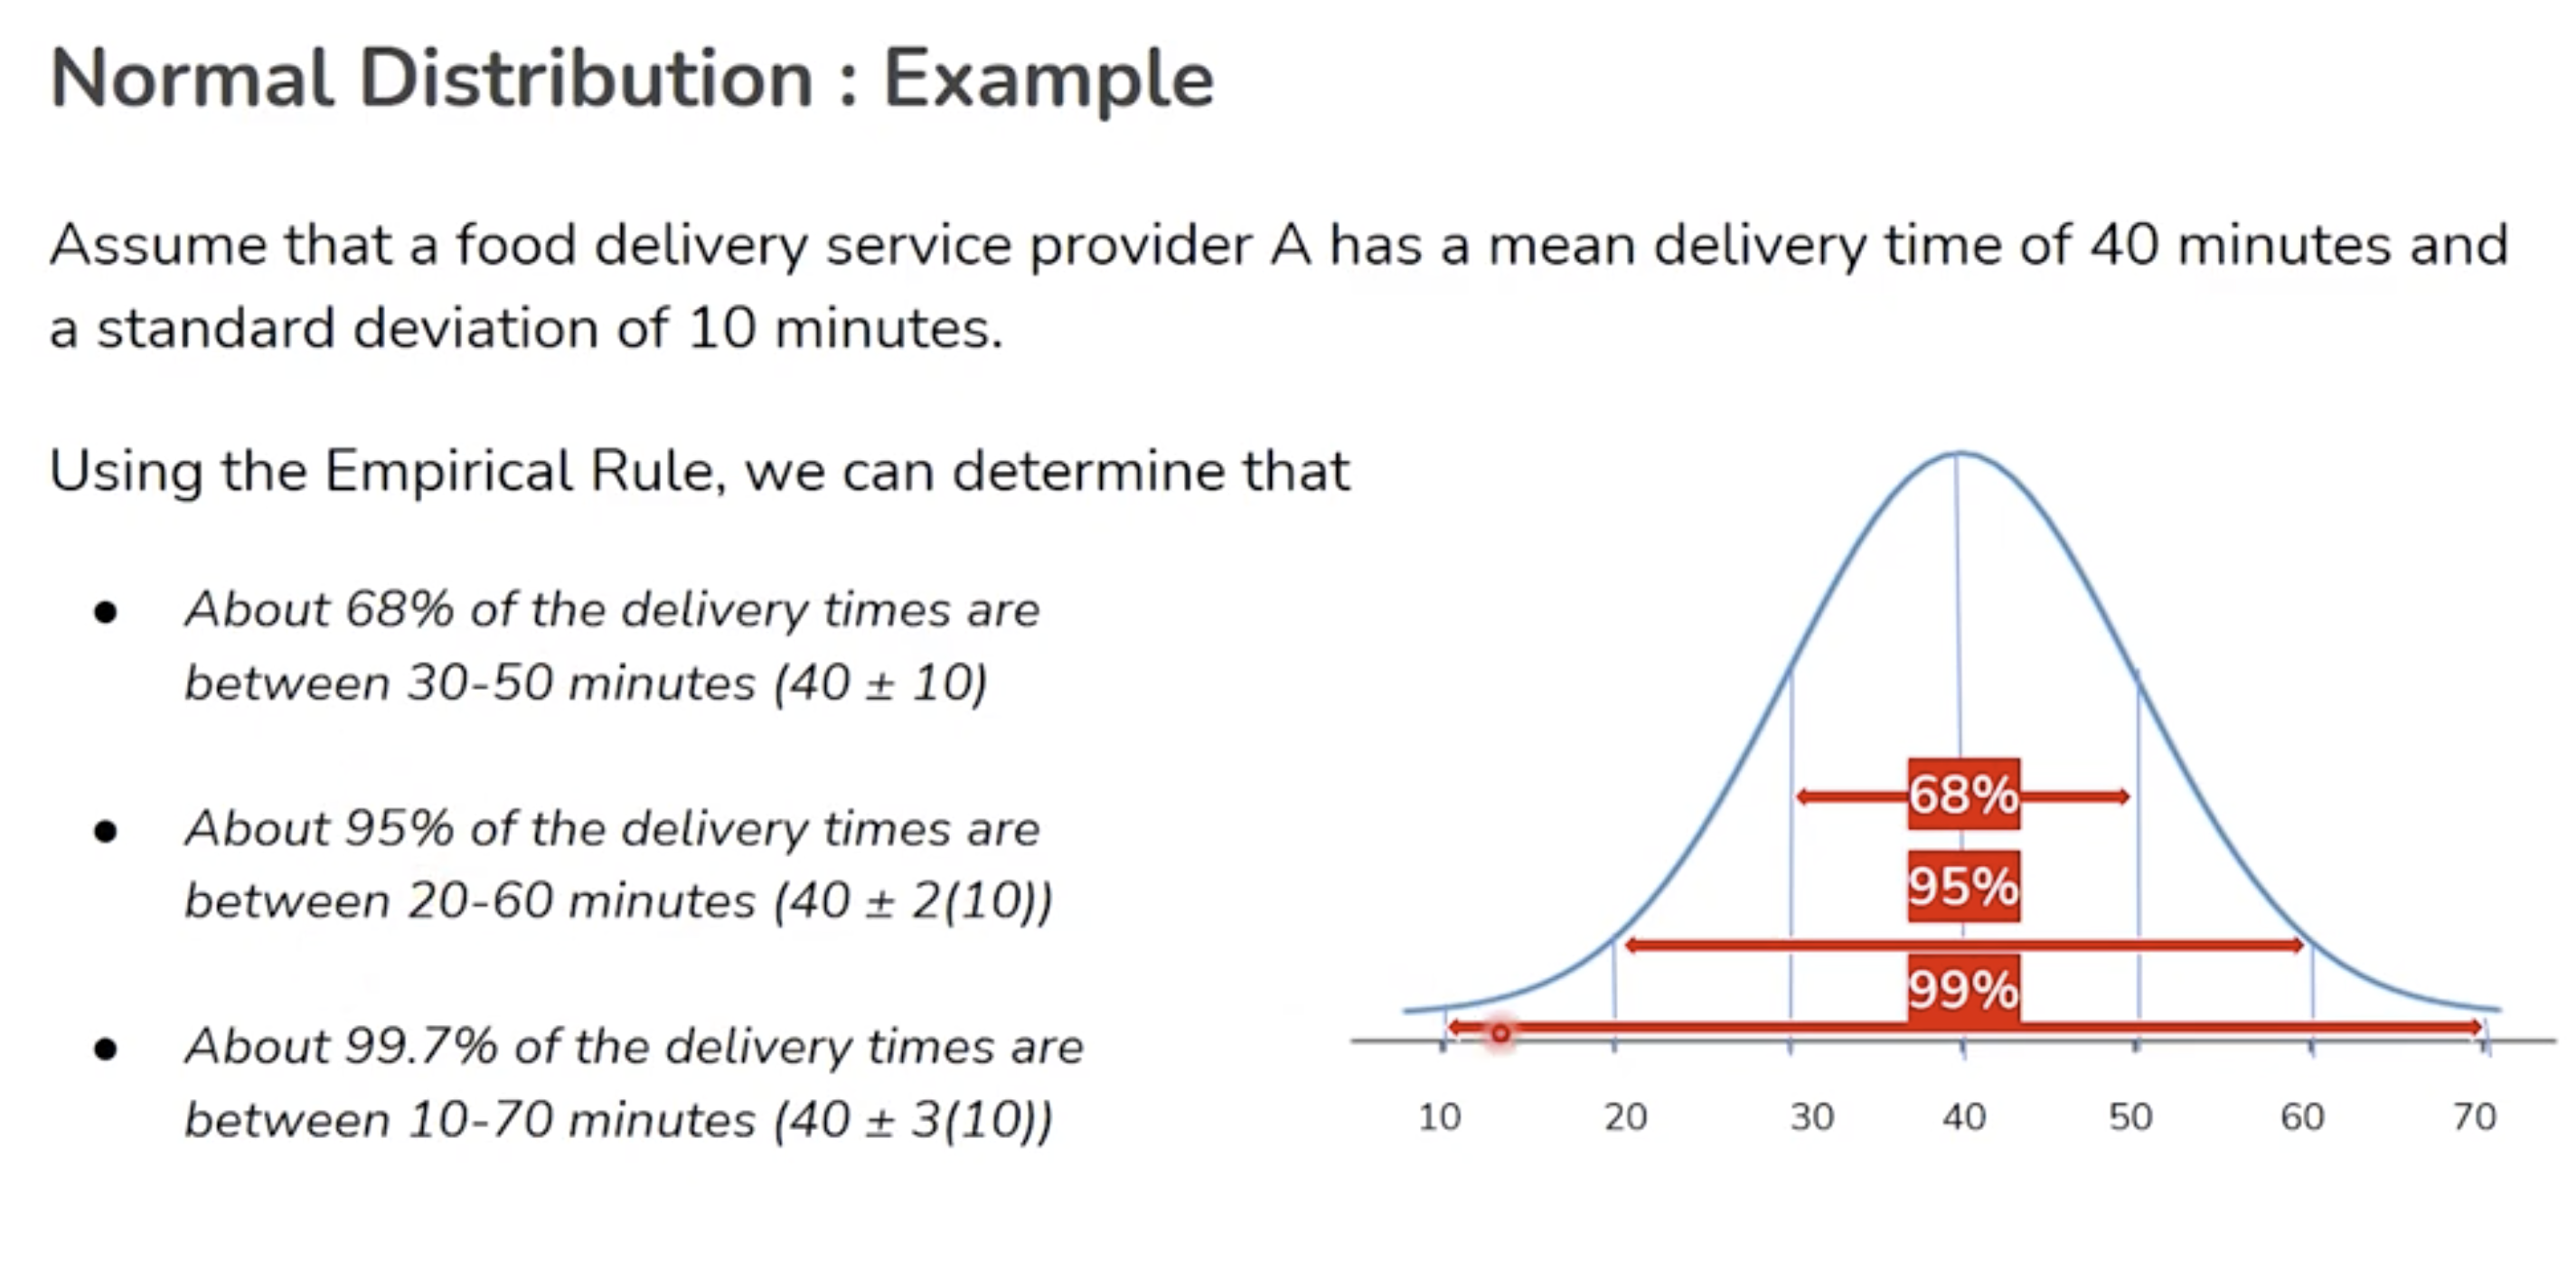 Normal Distribution : Example
Assume that a food delivery service provider A has a mean delivery time of 40 minutes and
a standard deviation of 10 minutes.
Using the Empirical Rule, we can determine that
● About 68% of the delivery times are
between 30-50 minutes (40 ± 10)
● About 95% of the delivery times are
between 20-60 minutes (40 ± 2(10))
● About 99.7% of the delivery times are
between 10-70 minutes (40 ± 3(10))
68%
95%
99%
10 20 30 40 50 60 70